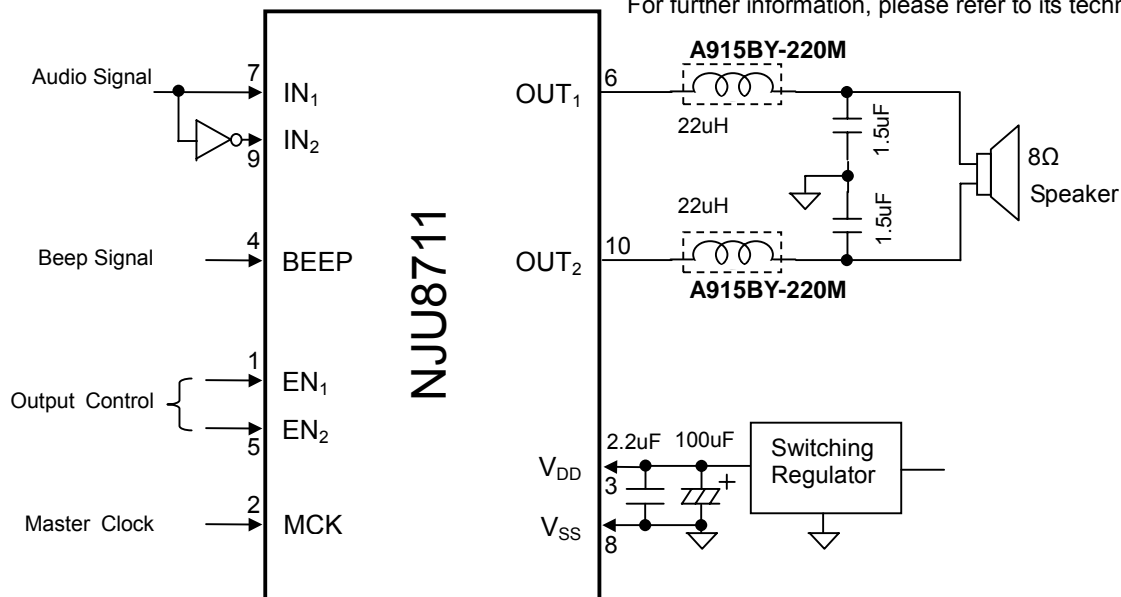 For further information, please refer to its techn
A915BY-220M
Audio Signal
7
IN1
9
IN2
OUT1
6
22uH
1.5uF
8Ω
Speaker
22uH
1.5uF
Beep Signal
4
BEEP
OUT2
10
A915BY-220M
NJU8711
Output Control
1
EN1
EN2
5
2.2uF
100uF
Switching
Regulator
VDD
3
+
Master Clock
2
MCK
VSS
8